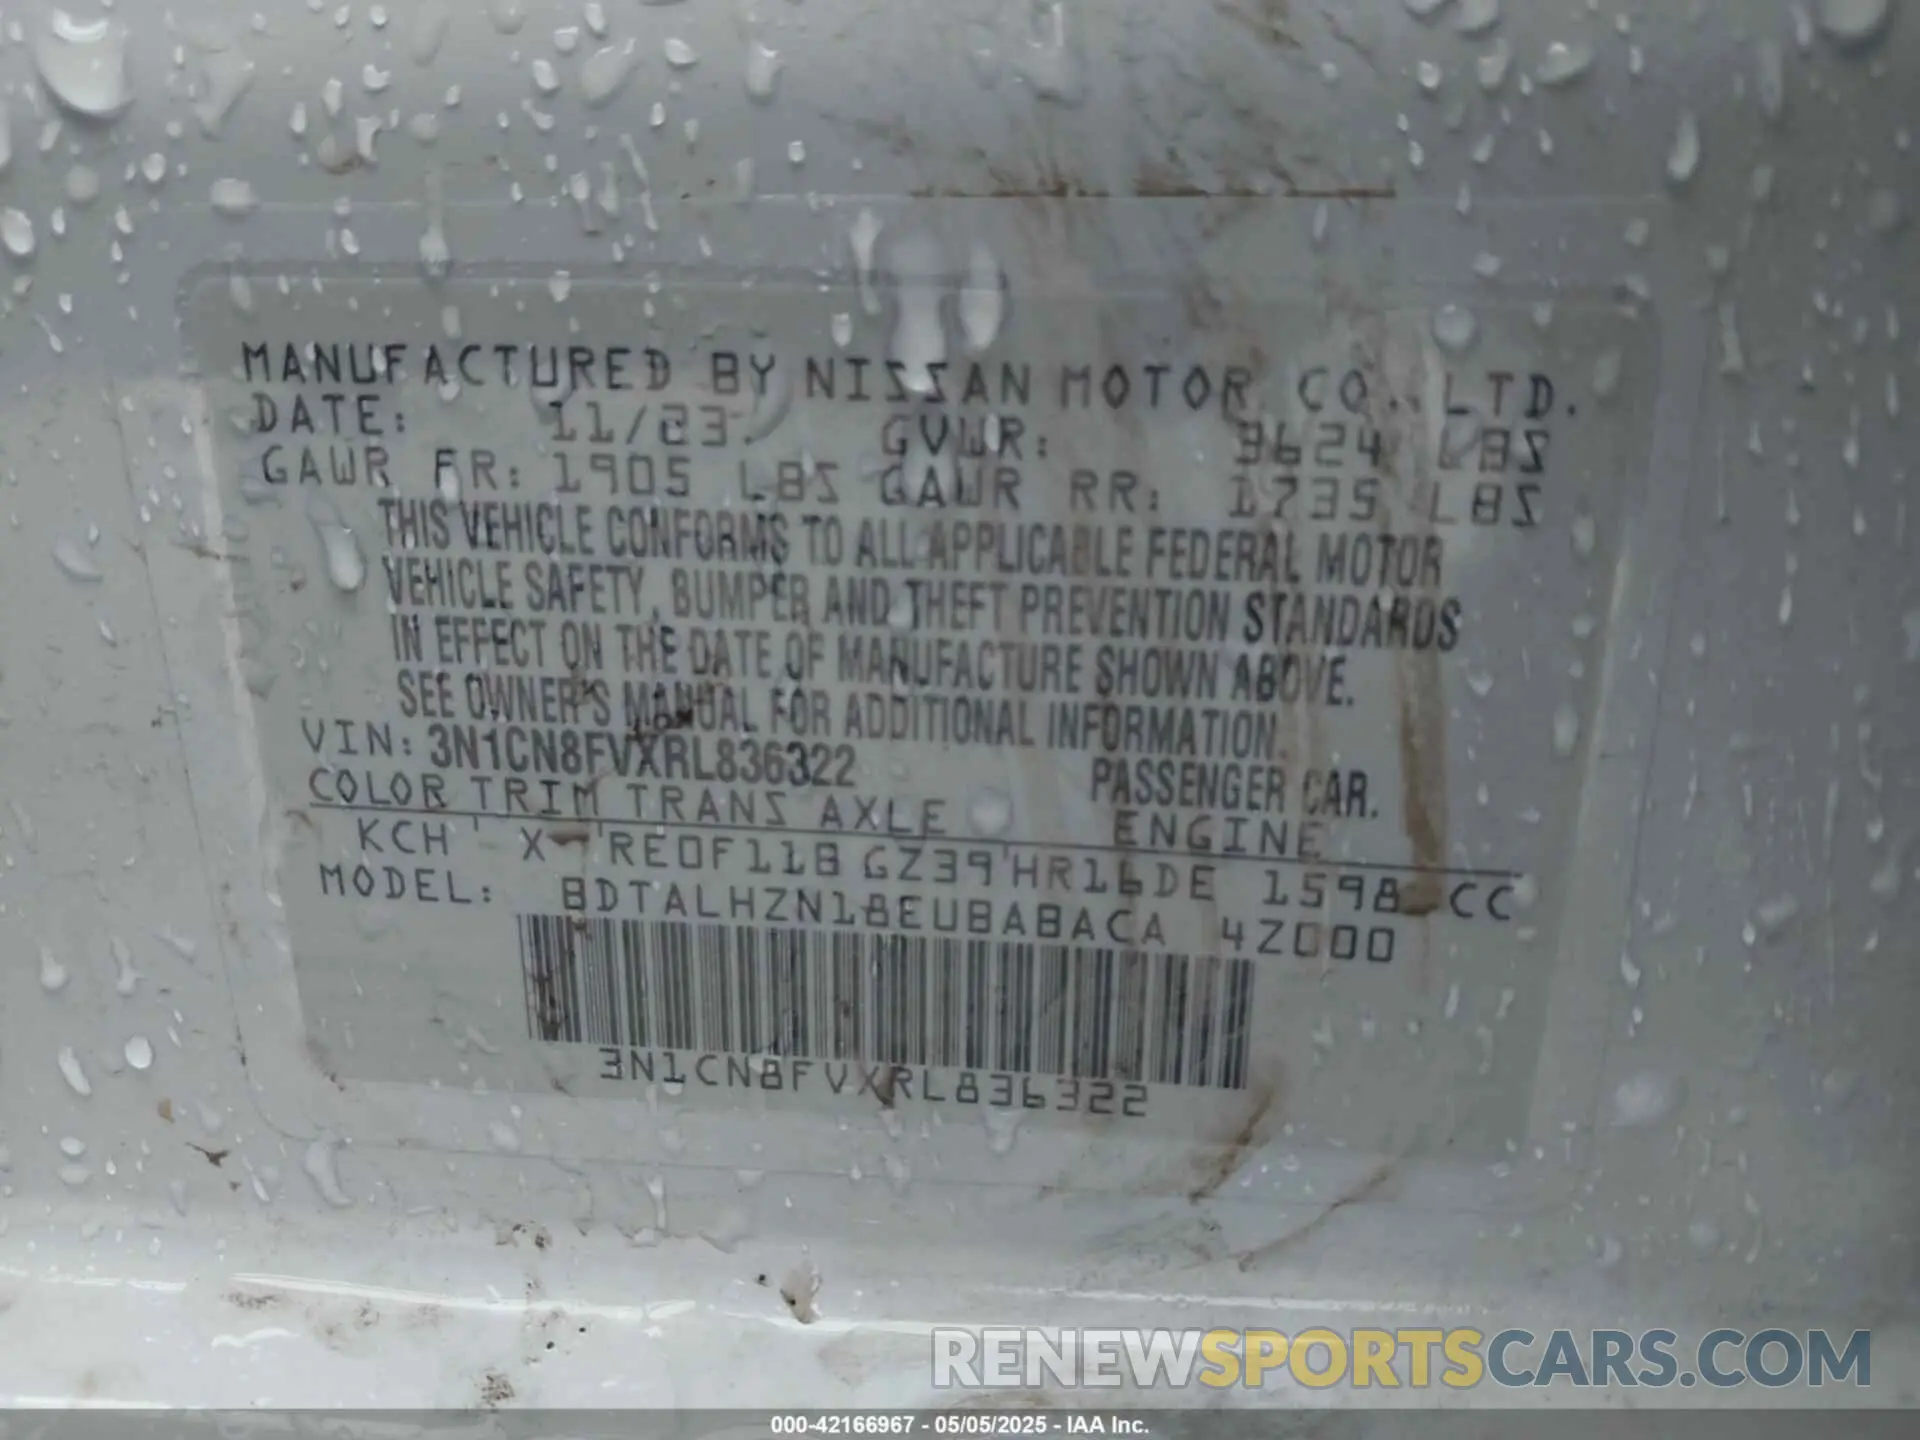 MANUFACTURED BY NISSAN MOTOR CO., LTD.
DATE: 11/23 GVWR: 3624 LBS
GAWR FR: 1905 LBS GAWR RR: 1735 LBS
THIS VEHICLE CONFORMS TO ALL APPLICABLE FEDERAL MOTOR
VEHICLE SAFETY, BUMPER AND THEFT PREVENTION STANDARDS
IN EFFECT ON THE DATE OF MANUFACTURE SHOWN ABOVE.
SEE OWNER'S MANUAL FOR ADDITIONAL INFORMATION.
VIN: 3N1CN8FVXRL836322 PASSENGER CAR.
COLOR TRIM TRANS AXLE ENGINE
KCH X RE0F11B GZ39 HR16DE 1598 CC
MODEL: BDTALHZN18EUBABACA 4Z000
3N1CN8FVXRL836322
RENEWSPORTSCARS.COM
000-42166967 - 05/05/2025 - IAA Inc.